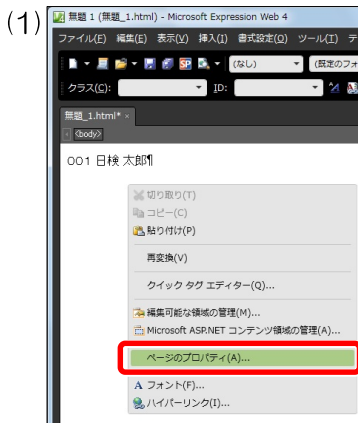 (1)
無題 1 (無題_1.html) - Microsoft Expression Web 4
ファイル(F) 編集(E) 表示(V) 挿入(I) 書式設定(O) ツール(T) テ
(なし) (既定のフォ
クラス(C): ID:
無題_1.html* ×
<body>
001 日検 太郎¶
切り取り(T)
コピー(C)
貼り付け(P)
再変換(V)
クイック タグ エディター(Q)...
編集可能な領域の管理(M)...
Microsoft ASP.NET コンテンツ領域の管理(A)...
ページのプロパティ(A)...
フォント(F)...
ハイパーリンク(I)...